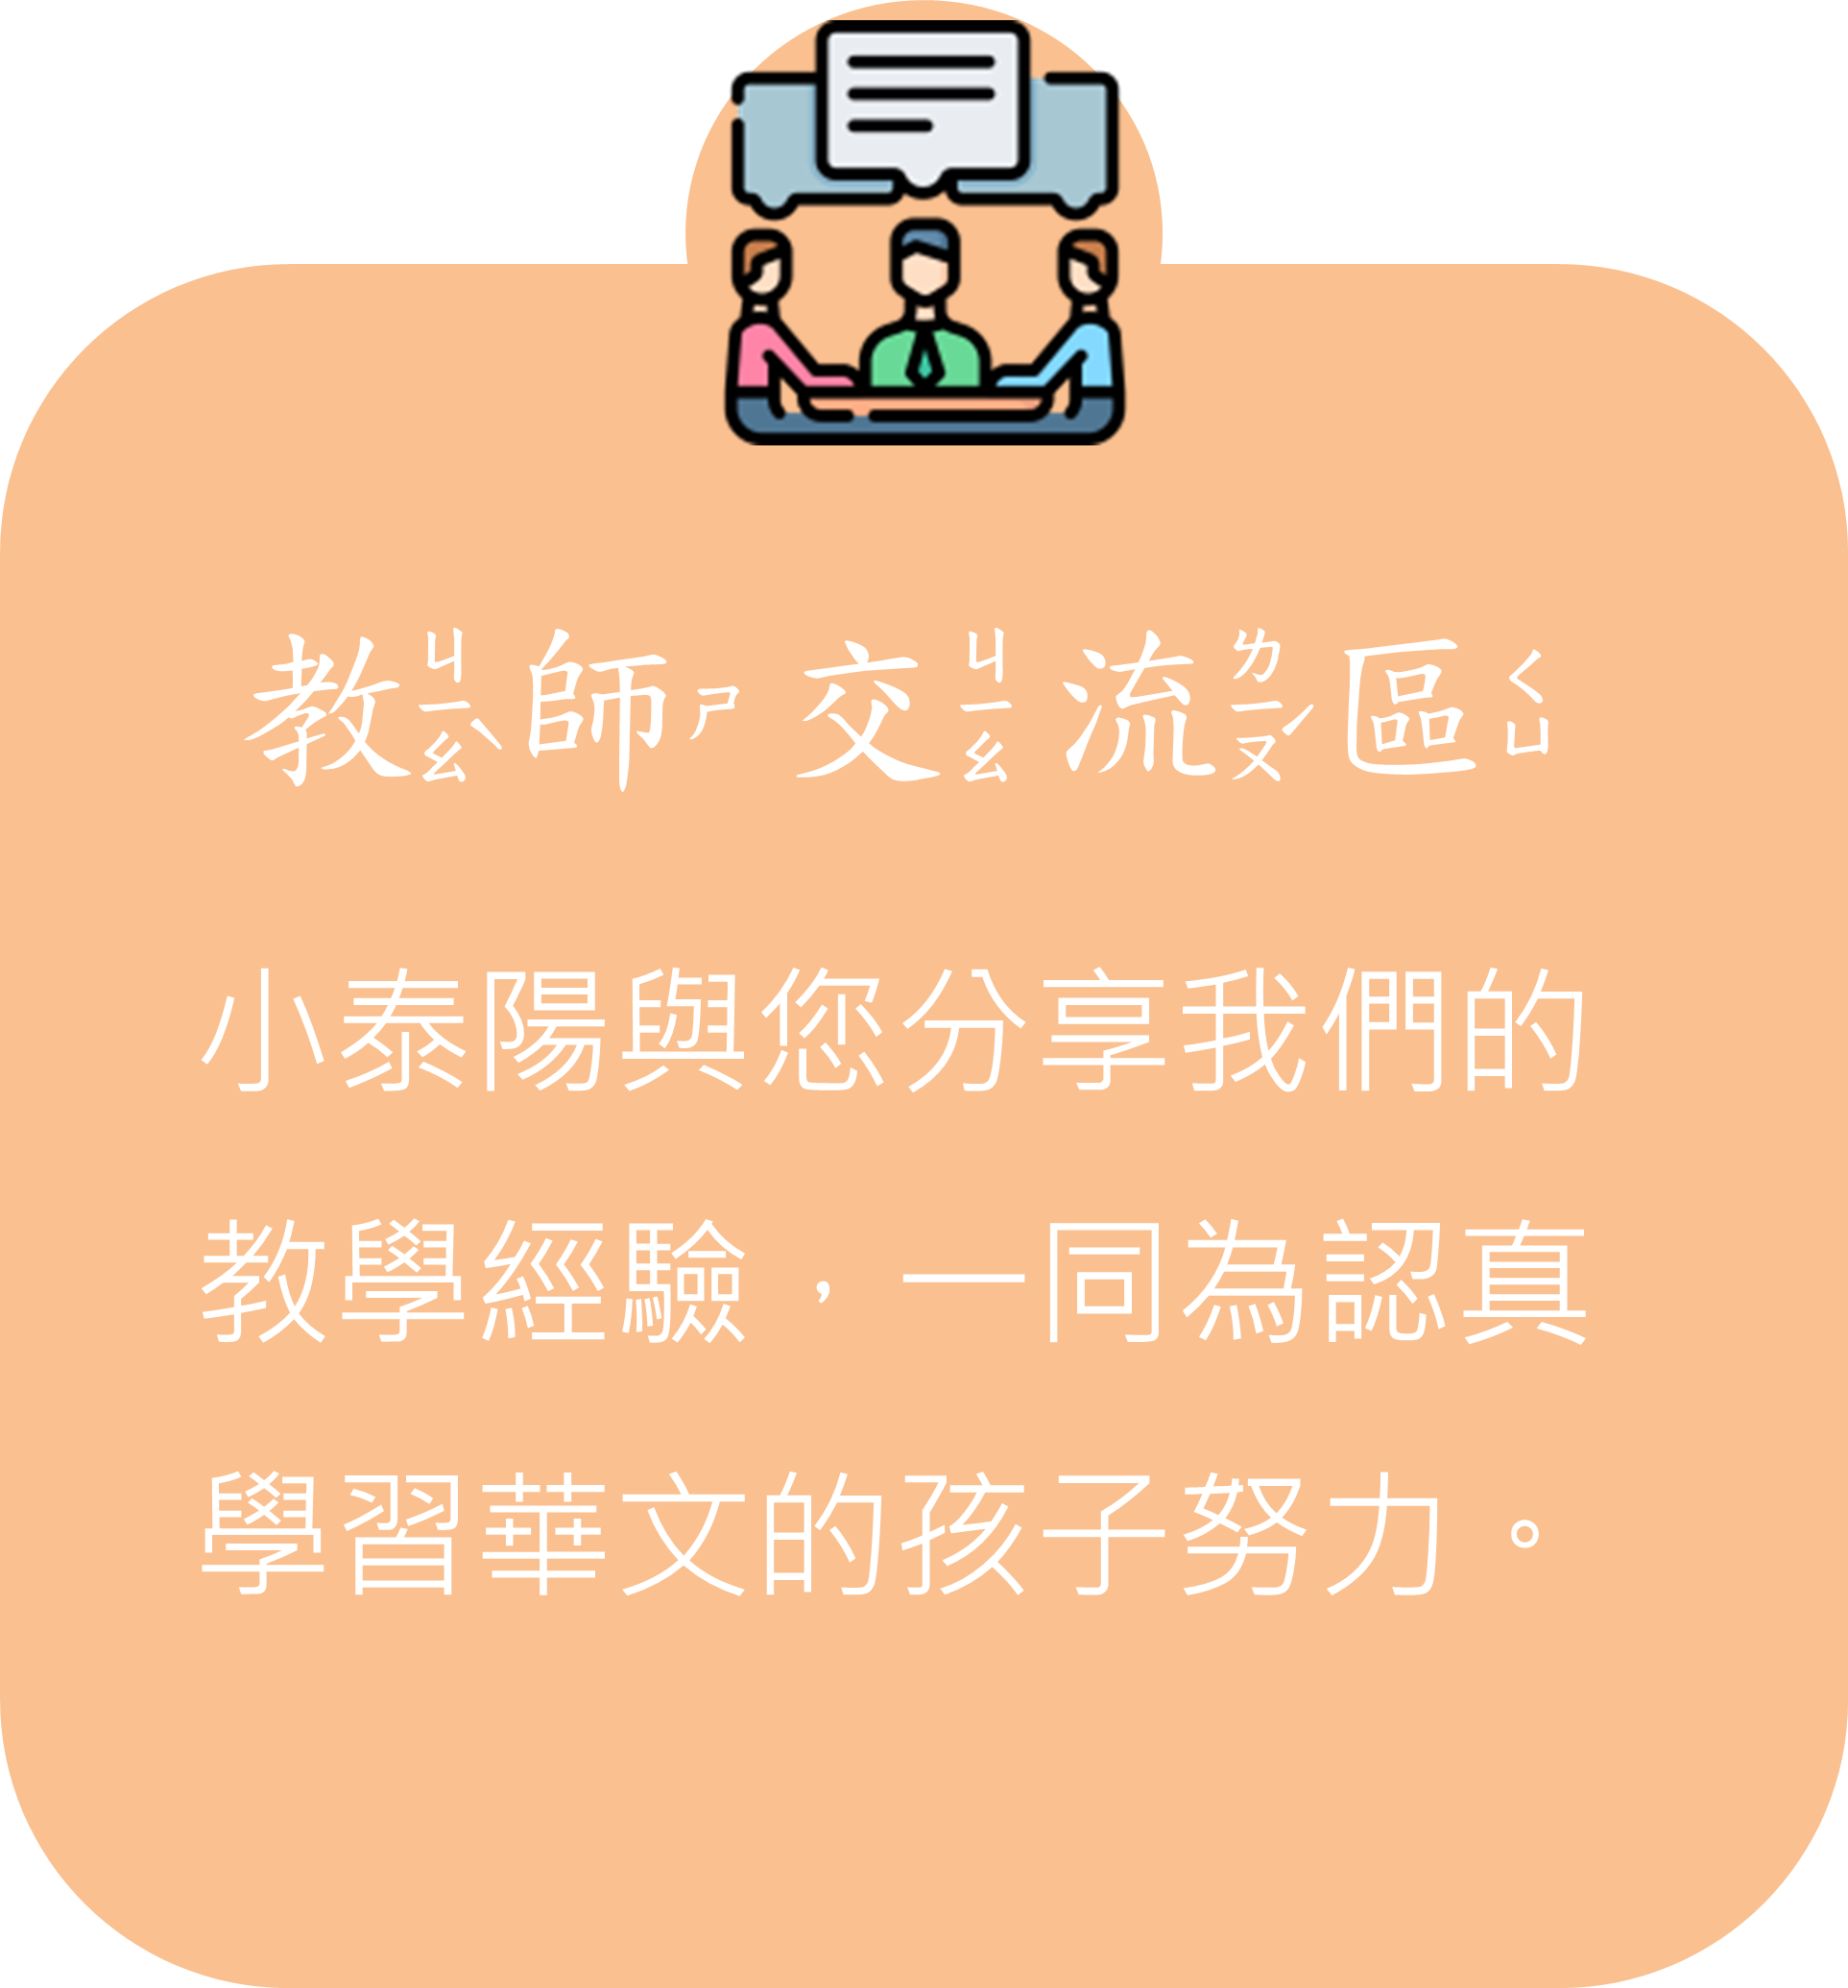 教ㄐㄧㄠˋ師ㄕ交ㄐㄧㄠ流ㄌㄧㄡˊ區ㄑㄩ
小泰陽與您分享我們的
教學經驗，一同為認真
學習華文的孩子努力。